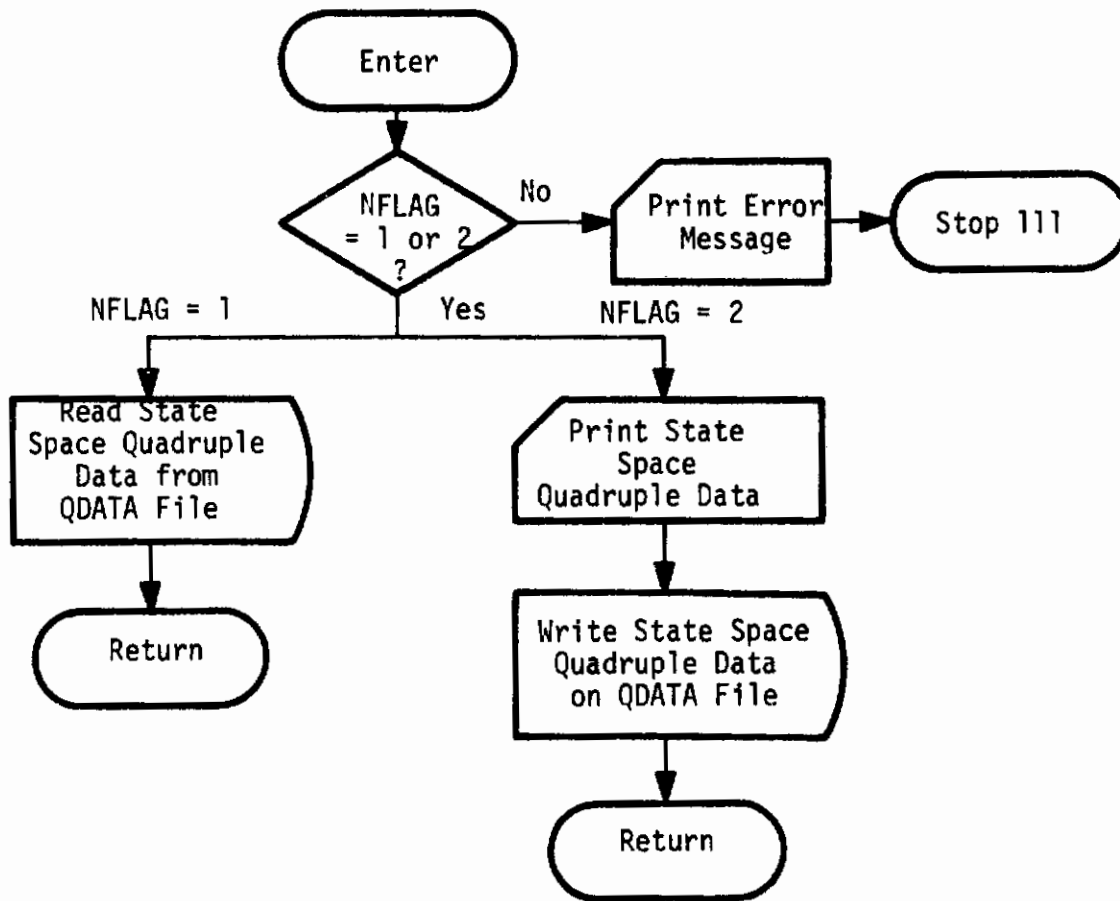 Enter
NFLAG
= 1 or 2
?
No
Print Error
Message
Stop 111
NFLAG = 1
Yes
NFLAG = 2
Read State
Space Quadruple
Data from
QDATA File
Return
Print State
Space
Quadruple Data
Write State Space
Quadruple Data
on QDATA File
Return